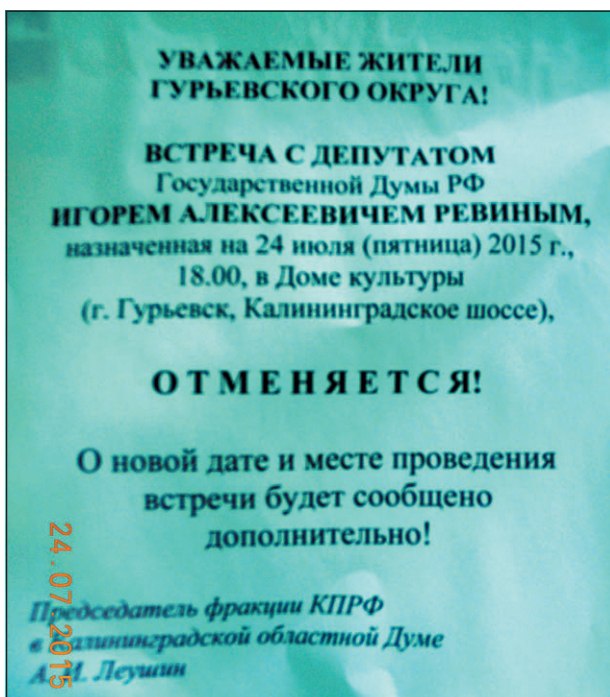 УВАЖАЕМЫЕ ЖИТЕЛИ
ГУРЬЕВСКОГО ОКРУГА!
ВСТРЕЧА С ДЕПУТАТОМ
Государственной Думы РФ
ИГОРЕМ АЛЕКСЕЕВИЧЕМ РЕВИНЫМ,
назначенная на 24 июля (пятница) 2015 г.,
18.00, в Доме культуры
(г. Гурьевск, Калининградское шоссе),
ОТМЕНЯЕТСЯ!
О новой дате и месте проведения
встречи будет сообщено
дополнительно!
Председатель фракции КПРФ
в Калининградской областной Думе
А.И. Леушин
24.07.2015